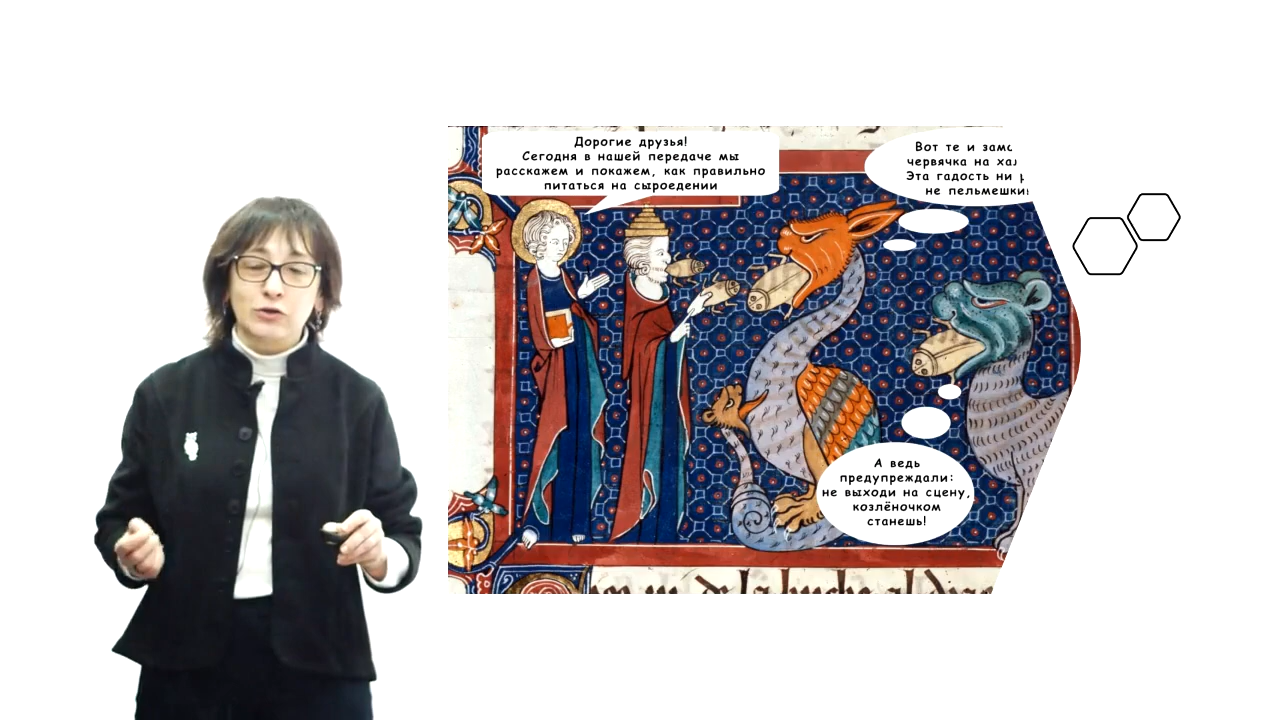 Дорогие друзья!
Сегодня в нашей передаче мы
расскажем и покажем, как правильно
питаться на сыроедении
Вот те и
червячка на
Эта гадость ни
не пельмешки
А ведь
предупреждали:
не выходи на сцену,
козлёночком
станешь!